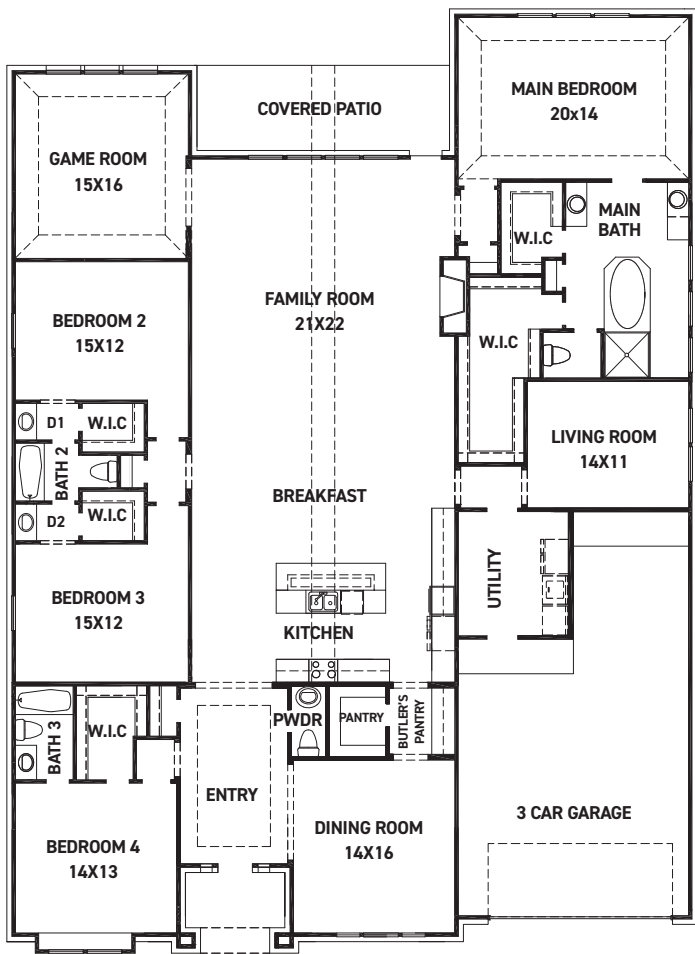 MAIN BEDROOM
20x14
COVERED PATIO
GAME ROOM
15X16
MAIN
BATH
W.I.C
FAMILY ROOM
21X22
BEDROOM 2
15X12
W.I.C
D1
W.I.C
LIVING ROOM
14X11
BATH 2
BREAKFAST
D2
W.I.C
UTILITY
BEDROOM 3
15X12
KITCHEN
PWDR
PANTRY
BUTLER'S
PANTRY
BATH 3
W.I.C
ENTRY
3 CAR GARAGE
DINING ROOM
14X16
BEDROOM 4
14X13